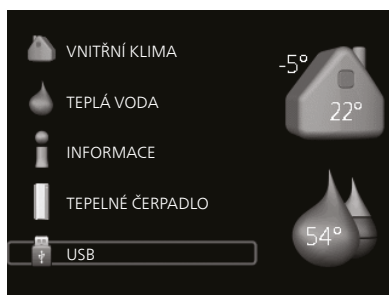 VNITŘNÍ KLIMA
TEPLÁ VODA
INFORMACE
TEPELNÉ ČERPADLO
USB
-5°
22°
54°